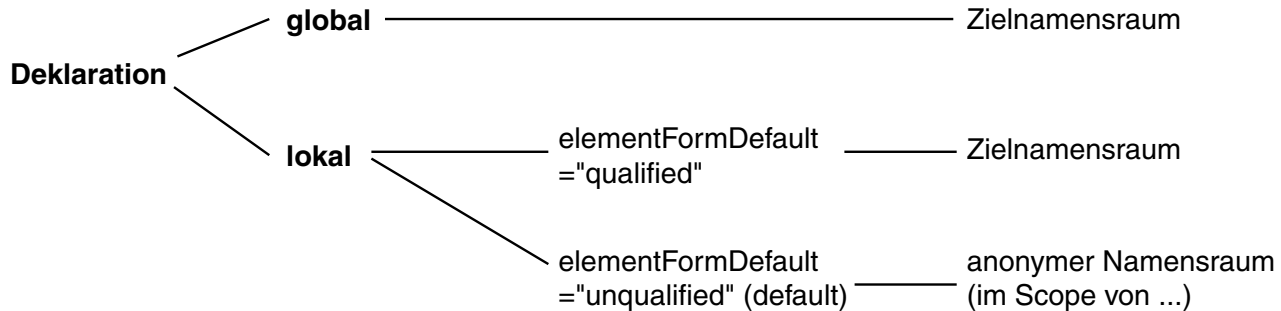 global
Zielnamensraum
Deklaration
lokal
elementFormDefault
="qualified"
Zielnamensraum
elementFormDefault
="unqualified" (default)
anonymer Namensraum
(im Scope von ...)